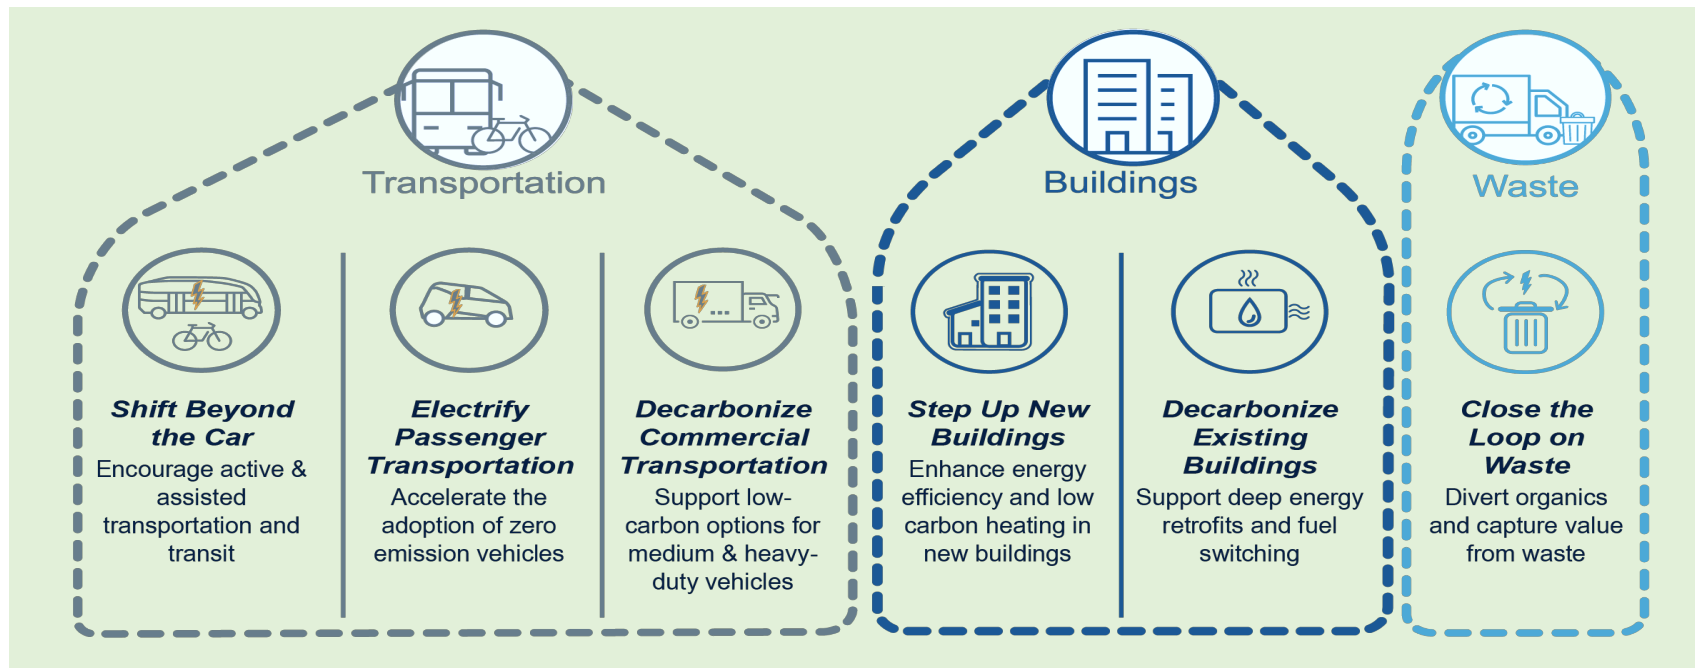 Transportation
Shift Beyond
the Car
Encourage active &
assisted
transportation and
transit
Electrify
Passenger
Transportation
Accelerate the
adoption of zero
emission vehicles
Decarbonize
Commercial
Transportation
Support low-
carbon options for
medium & heavy-
duty vehicles
Buildings
Step Up New
Buildings
Enhance energy
efficiency and low
carbon heating in
new buildings
Decarbonize
Existing
Buildings
Support deep energy
retrofits and fuel
switching
Waste
Close the
Loop on
Waste
Divert organics
and capture value
from waste